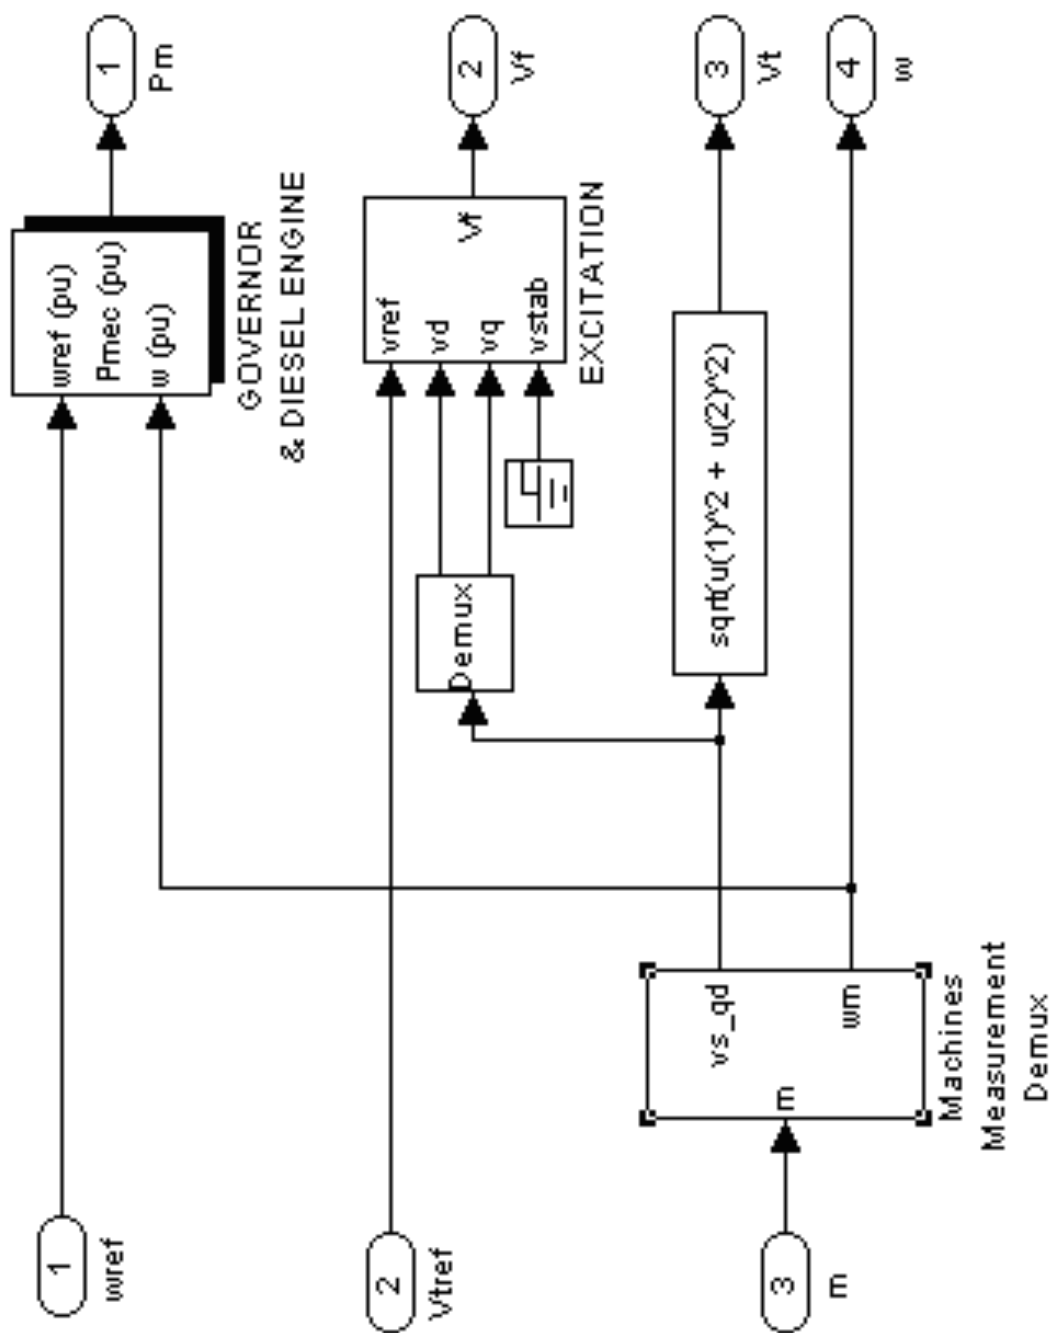 1
wref
wref (pu)
Pmec (pu)
w (pu)
GOVERNOR
& DIESEL ENGINE
1
Pm
2
Vtref
vref
vd
vq
vstab
Vf
EXCITATION
2
Vf
Demux
3
m
m
vs_qd
wm
Machines
Measurement
Demux
sqrt(u(1)^2 + u(2)^2)
3
Vt
4
w